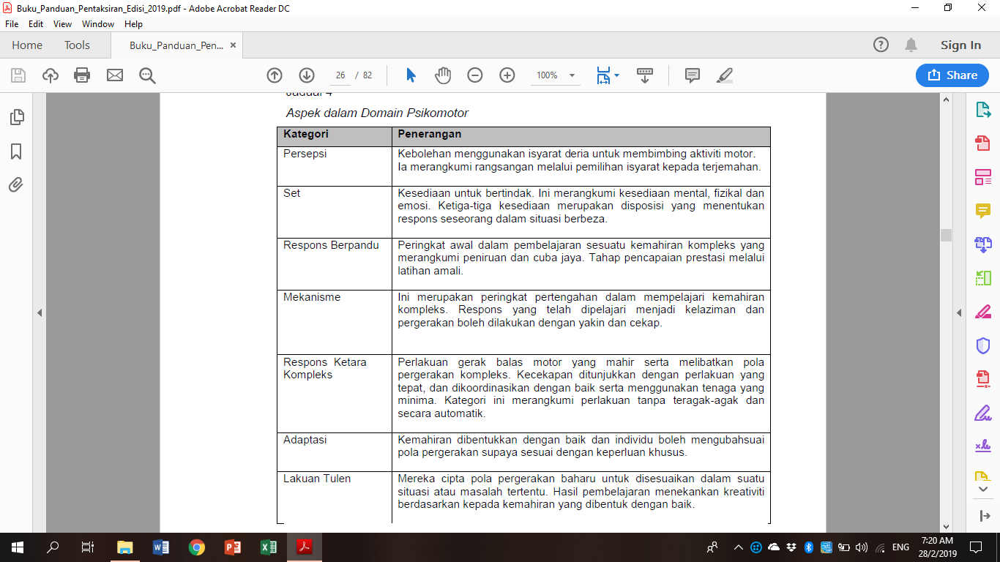 Buku_Panduan_Pentaksiran_Edisi_2019.pdf - Adobe Acrobat Reader DC
File Edit View Window Help
Home Tools Buku_Panduan_Pen... × Sign In
26 / 82 100% Share
Jadual 4
Aspek dalam Domain Psikomotor
Kategori Penerangan
Persepsi Kebolehan menggunakan isyarat deria untuk membimbing aktiviti motor.
Ia merangkumi rangsangan melalui pemilihan isyarat kepada terjemahan.
Set Kesediaan untuk bertindak. Ini merangkumi kesediaan mental, fizikal dan
emosi. Ketiga-tiga kesediaan merupakan disposisi yang menentukan
respons seseorang dalam situasi berbeza.
Respons Berpandu Peringkat awal dalam pembelajaran sesuatu kemahiran kompleks yang
merangkumi peniruan dan cuba jaya. Tahap pencapaian prestasi melalui
latihan amali.
Mekanisme Ini merupakan peringkat pertengahan dalam mempelajari kemahiran
kompleks. Respons yang telah dipelajari menjadi kelaziman dan
pergerakan boleh dilakukan dengan yakin dan cekap.
Respons Ketara Perlakuan gerak balas motor yang mahir serta melibatkan pola
Kompleks pergerakan kompleks. Kecekapan ditunjukkan dengan perlakuan yang
tepat, dan dikoordinasikan dengan baik serta menggunakan tenaga yang
minima. Kategori ini merangkumi perlakuan tanpa teragak-agak dan
secara automatik.
Adaptasi Kemahiran dibentukkan dengan baik dan individu boleh mengubahsuai
pola pergerakan supaya sesuai dengan keperluan khusus.
Lakuan Tulen Mereka cipta pola pergerakan baharu untuk disesuaikan dalam suatu
situasi atau masalah tertentu. Hasil pembelajaran menekankan kreativiti
berdasarkan kepada kemahiran yang dibentuk dengan baik.
ENG
7:20 AM
28/2/2019